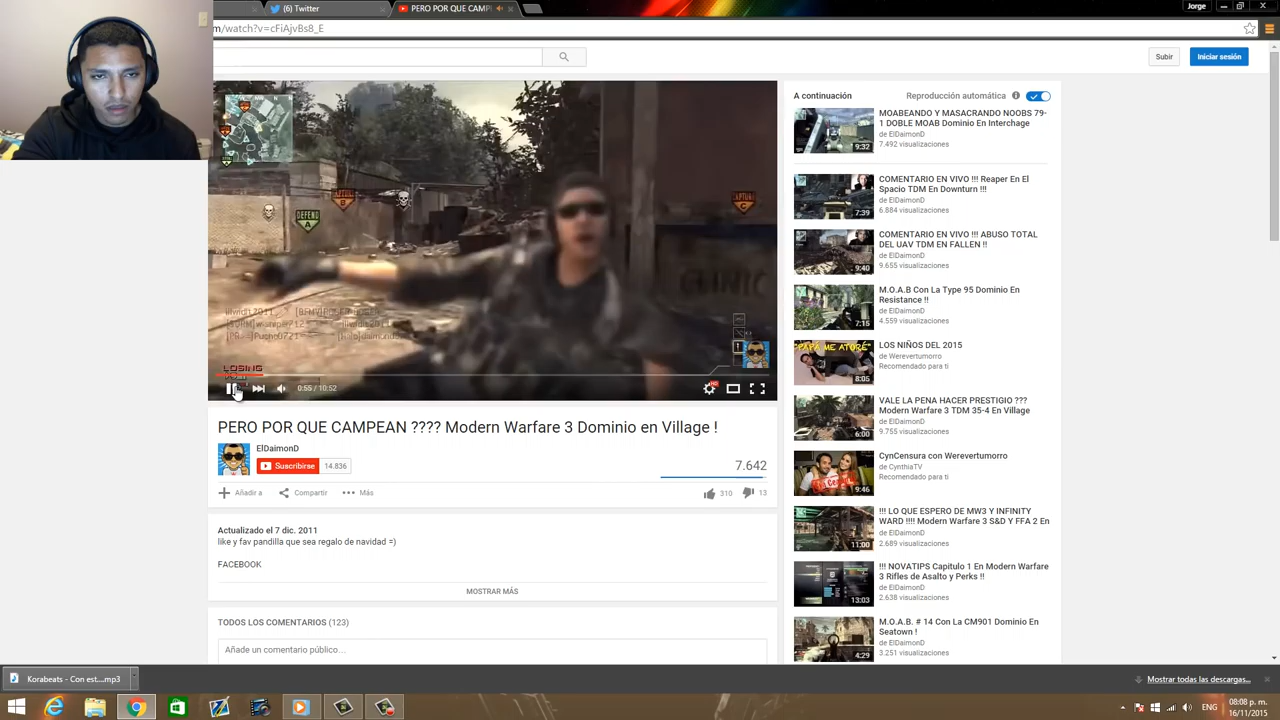 (1) Twitter
PERO POR QUE CAMPE
Jorge
m/watch?v=cFiAjvBs8_E
Subir
Iniciar sesión
DEFEND
A
B
CAPTURE
C
LOSING
0:55 / 10:52
HD
PERO POR QUE CAMPEAN ???? Modern Warfare 3 Dominio en Village !
ElDaimonD
Suscribirse 14.836
7.642
Añadir a Compartir Más
310 13
Actualizado el 7 dic. 2011
like y fav pandilla que sea regalo de navidad =)
FACEBOOK
MOSTRAR MÁS
TODOS LOS COMENTARIOS (123)
Añade un comentario público...
A continuación
Reproducción automática
MOABEANDO Y MASACRANDO NOOBS 79-
1 DOBLE MOAB Dominio En Interchage
de ElDaimonD
7.492 visualizaciones
9:32
COMENTARIO EN VIVO !!! Reaper En El
Spacio TDM En Downturn !!!
de ElDaimonD
6.884 visualizaciones
7:39
COMENTARIO EN VIVO !!! ABUSO TOTAL
DEL UAV TDM EN FALLEN !!
de ElDaimonD
9.655 visualizaciones
9:40
M.O.A.B Con La Type 95 Dominio En
Resistance !!
de ElDaimonD
4.559 visualizaciones
7:15
LOS NIÑOS DEL 2015
de Werevertumorro
Recomendado para ti
"PAPÁ ME ATORÉ"
8:05
VALE LA PENA HACER PRESTIGIO ???
Modern Warfare 3 TDM 35-4 En Village
de ElDaimonD
9.755 visualizaciones
6:00
CynCensura con Werevertumorro
de CynthiaTV
Recomendado para ti
9:46
!!! LO QUE ESPERO DE MW3 Y INFINITY
WARD !!!! Modern Warfare 3 S&D Y FFA 2 En
de ElDaimonD
2.689 visualizaciones
11:00
!!! NOVATIPS Capitulo 1 En Modern Warfare
3 Rifles de Asalto y Perks !!
de ElDaimonD
2.638 visualizaciones
13:03
M.O.A.B. # 14 Con La CM901 Dominio En
Seatown !
de ElDaimonD
3.251 visualizaciones
4:29
Korabeats - Con est....mp3
Mostrar todas las descargas...
08:08 p. m.
16/11/2015